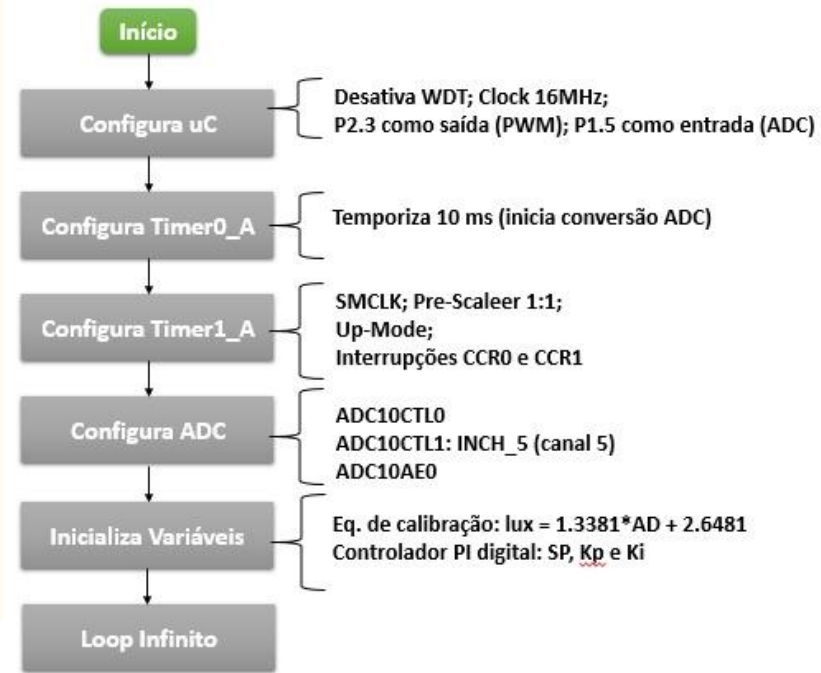 Início
Configura uC
Desativa WDT; Clock 16MHz;
P2.3 como saída (PWM); P1.5 como entrada (ADC)
Configura Timer0_A
Temporiza 10 ms (inicia conversão ADC)
Configura Timer1_A
SMCLK; Pre-Scaleer 1:1;
Up-Mode;
Interrupções CCR0 e CCR1
Configura ADC
ADC10CTL0
ADC10CTL1: INCH_5 (canal 5)
ADC10AE0
Inicializa Variáveis
Eq. de calibração: lux = 1.3381*AD + 2.6481
Controlador PI digital: SP, Kp e Ki
Loop Infinito